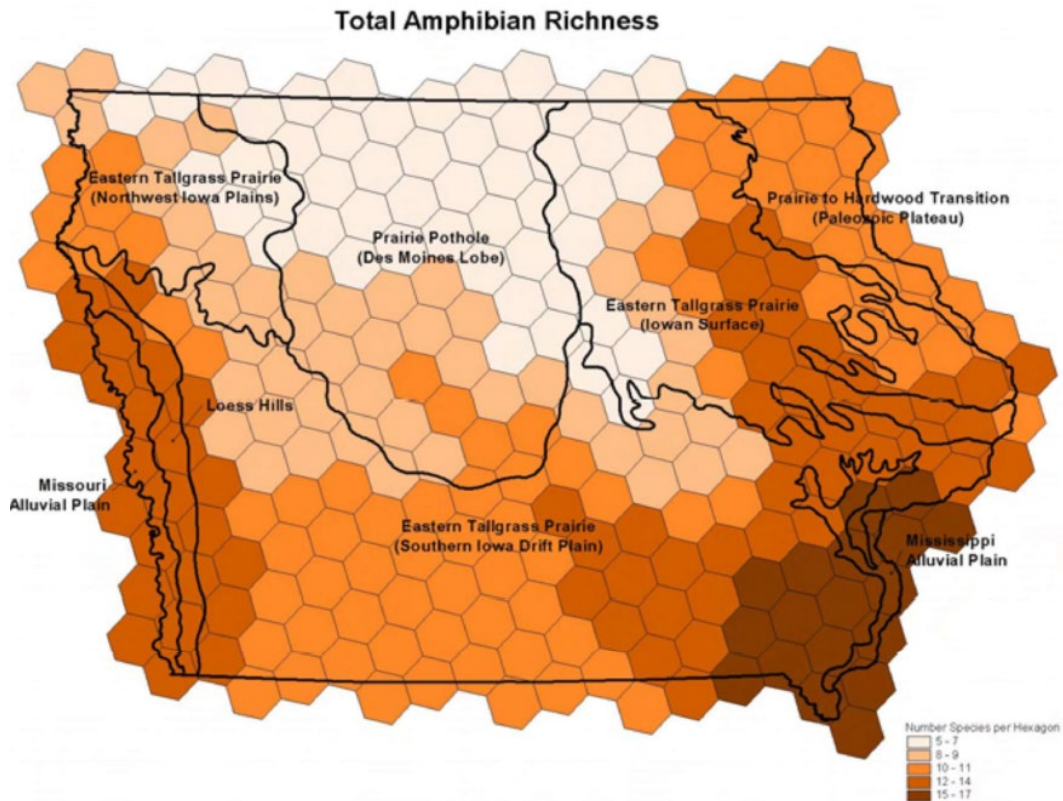 Total Amphibian Richness
Eastern Tallgrass Prairie
(Northwest Iowa Plains)
Prairie to Hardwood Transition
(Paleozoic Plateau)
Prairie Pothole
(Des Moines Lobe)
Eastern Tallgrass Prairie
(Iowan Surface)
Loess Hills
Missouri
Alluvial Plain
Eastern Tallgrass Prairie
(Southern Iowa Drift Plain)
Mississippi
Alluvial Plain
Number Species per Hexagon
5 - 7
8 - 9
10 - 11
12 - 14
15 - 17